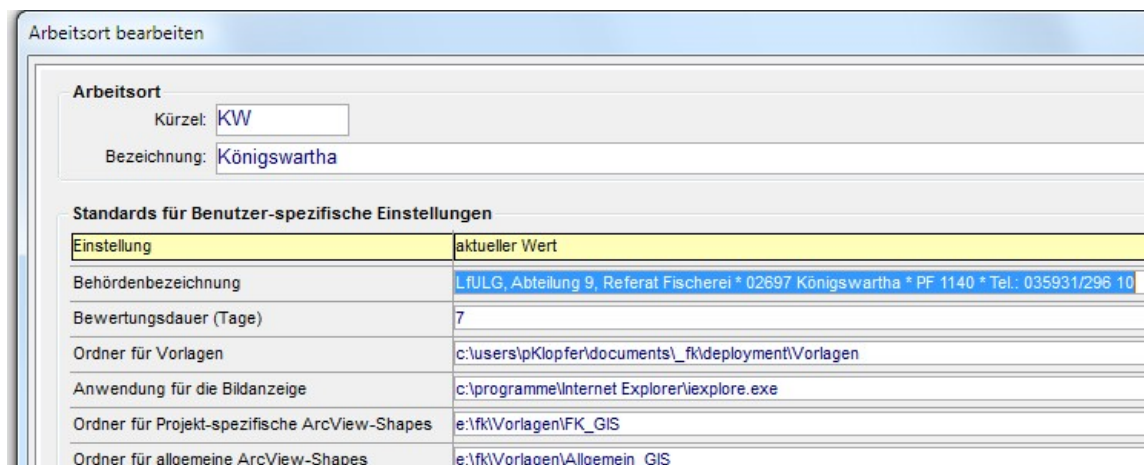 Arbeitsort bearbeiten
Arbeitsort
Kürzel: KW
Bezeichnung: Königswartha
Standards für Benutzer-spezifische Einstellungen
Einstellung aktueller Wert
Behördenbezeichnung LfULG, Abteilung 9, Referat Fischerei * 02697 Königswartha * PF 1140 * Tel.: 035931/296 10
Bewertungsdauer (Tage) 7
Ordner für Vorlagen c:\users\pKlopfer\documents\_fk\deployment\Vorlagen
Anwendung für die Bildanzeige c:\programme\Internet Explorer\iexplore.exe
Ordner für Projekt-spezifische ArcView-Shapes e:\fk\Vorlagen\FK_GIS
Ordner für allgemeine ArcView-Shapes e:\fk\Vorlagen\Allgemein_GIS